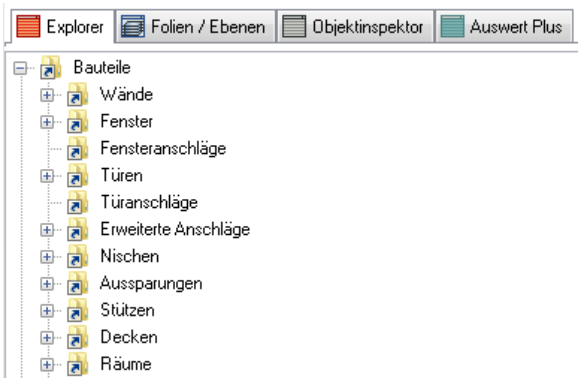 Explorer Folien / Ebenen Objektinspektor Auswert Plus
Bauteile
Wände
Fenster
Fensteranschläge
Türen
Türanschläge
Erweiterte Anschläge
Nischen
Aussparungen
Stützen
Decken
Räume